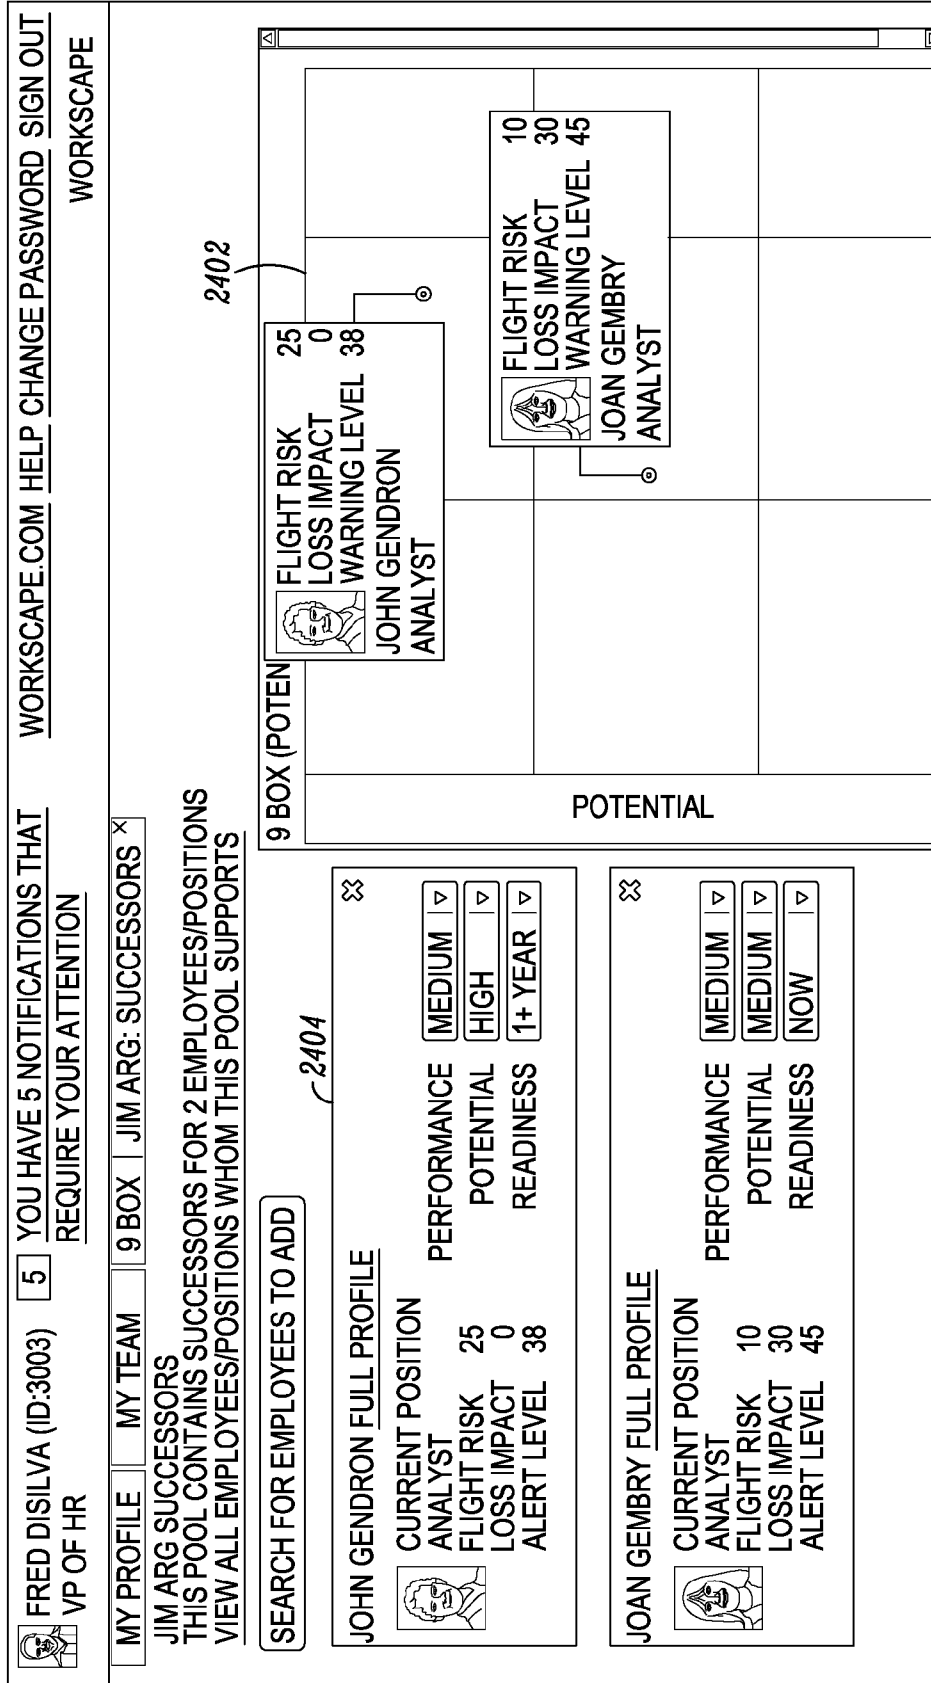 FRED DISILVA (ID:3003)
VP OF HR
5
YOU HAVE 5 NOTIFICATIONS THAT
REQUIRE YOUR ATTENTION
WORKSCAPE.COM HELP CHANGE PASSWORD SIGN OUT
WORKSCAPE
MY PROFILE
MY TEAM
9 BOX | JIM ARG: SUCCESSORS X
JIM ARG SUCCESSORS
THIS POOL CONTAINS SUCCESSORS FOR 2 EMPLOYEES/POSITIONS
VIEW ALL EMPLOYEES/POSITIONS WHOM THIS POOL SUPPORTS
SEARCH FOR EMPLOYEES TO ADD
2404
JOHN GENDRON FULL PROFILE
CURRENT POSITION
ANALYST
FLIGHT RISK 25
LOSS IMPACT 0
ALERT LEVEL 38
PERFORMANCE MEDIUM
POTENTIAL HIGH
READINESS 1+ YEAR
JOAN GEMBRY FULL PROFILE
CURRENT POSITION
ANALYST
FLIGHT RISK 10
LOSS IMPACT 30
ALERT LEVEL 45
PERFORMANCE MEDIUM
POTENTIAL MEDIUM
READINESS NOW
9 BOX (POTEN
2402
POTENTIAL
FLIGHT RISK 25
LOSS IMPACT 0
WARNING LEVEL 38
JOHN GENDRON
ANALYST
FLIGHT RISK 10
LOSS IMPACT 30
WARNING LEVEL 45
JOAN GEMBRY
ANALYST